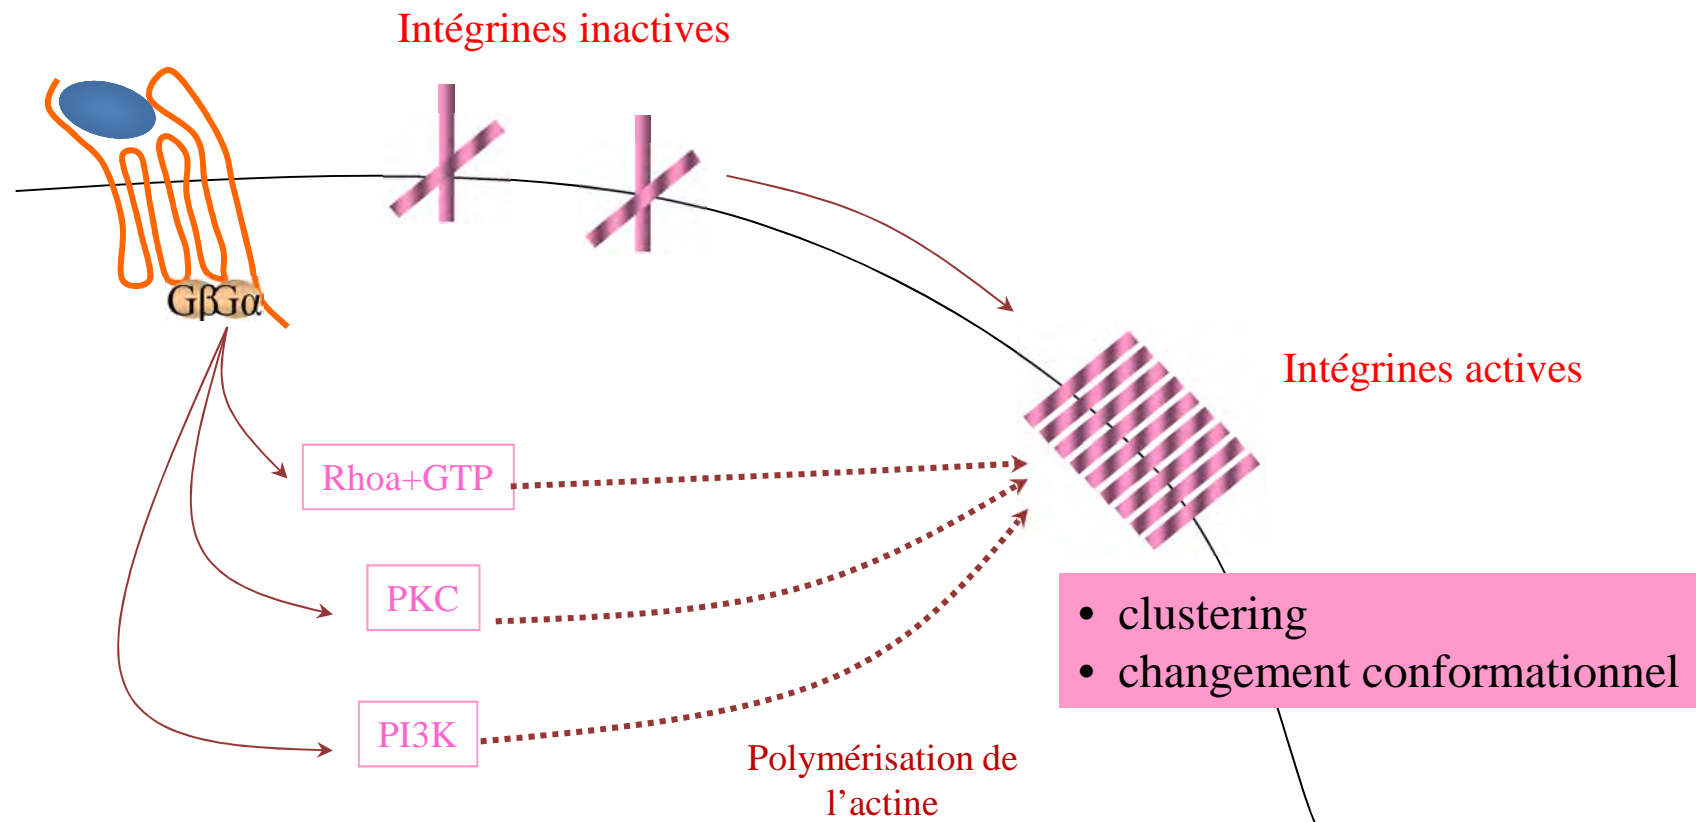 Intégrines inactives
GβGα
Intégrines actives
Rhoa+GTP
PKC
• clustering
• changement conformationnel
PI3K
Polymérisation de
l’actine